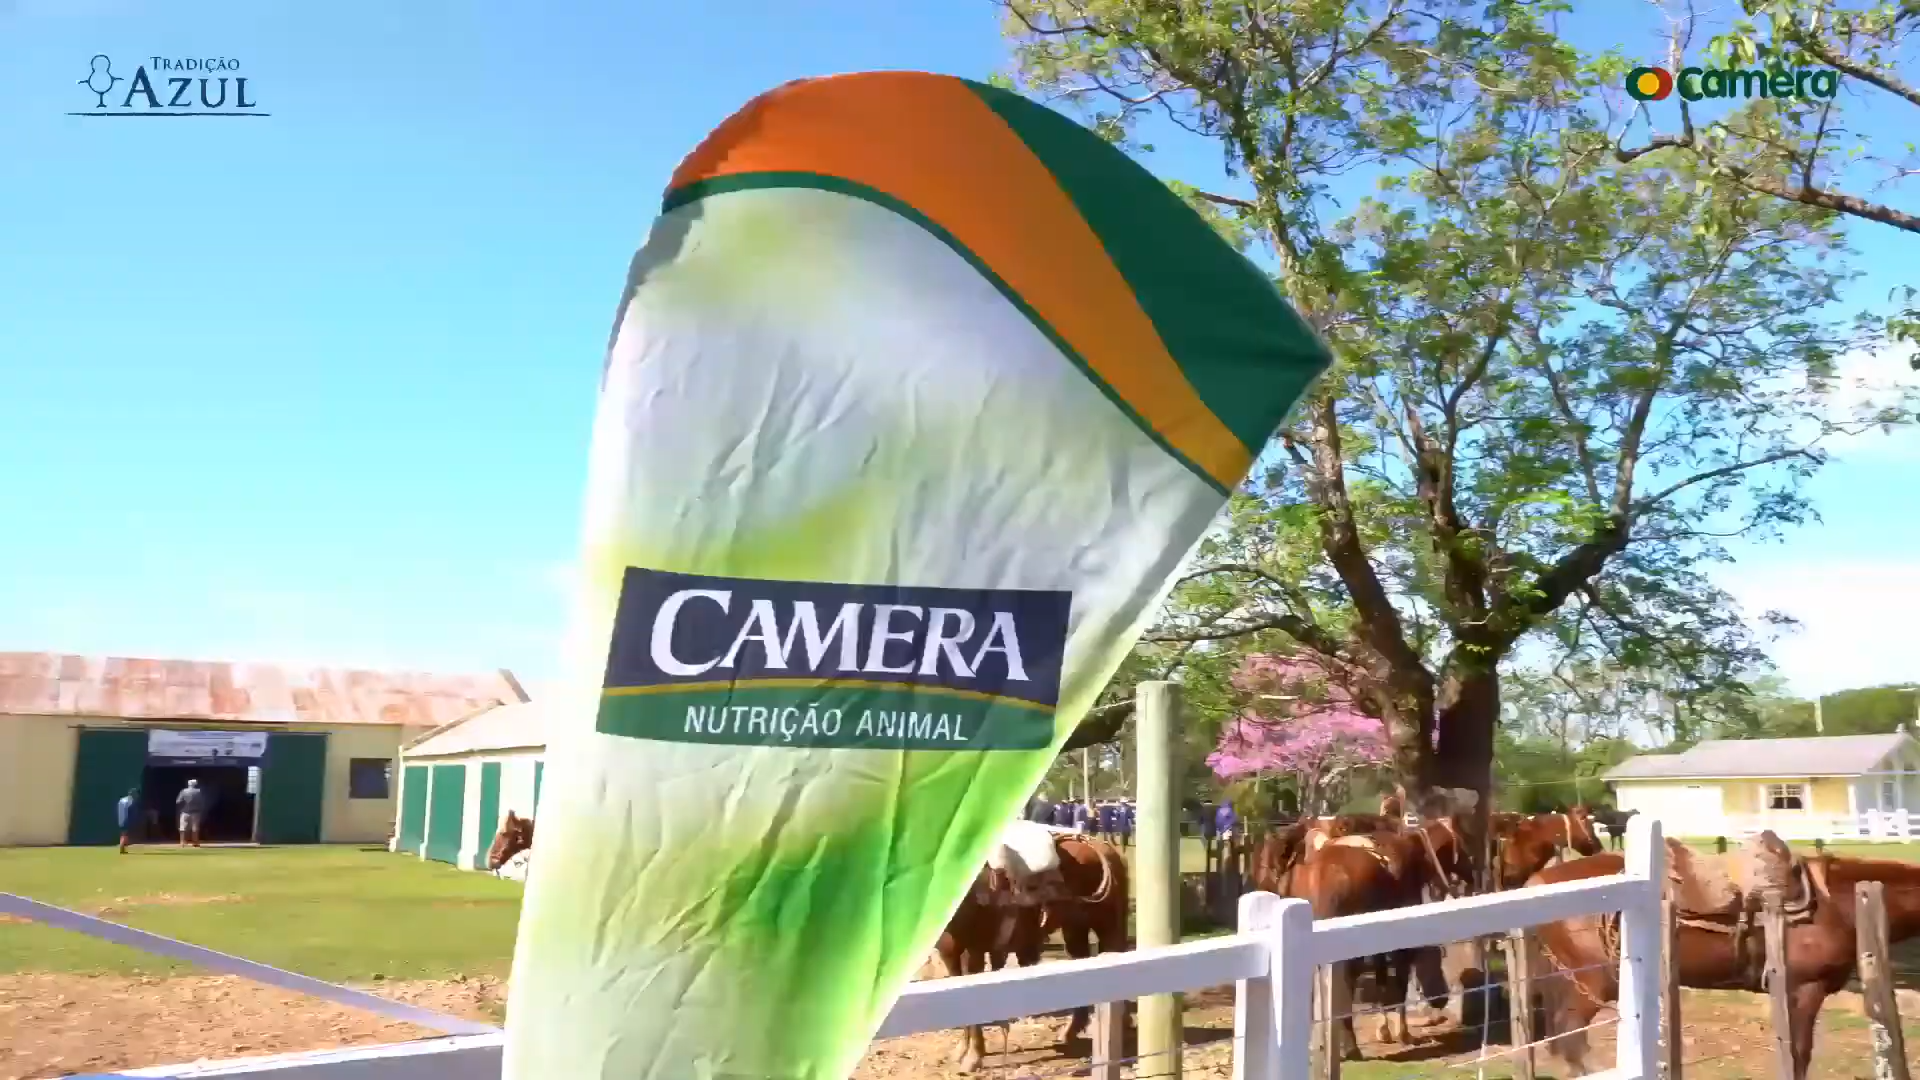 TRADIÇÃO
AZUL
Camera
CAMERA
NUTRIÇÃO ANIMAL